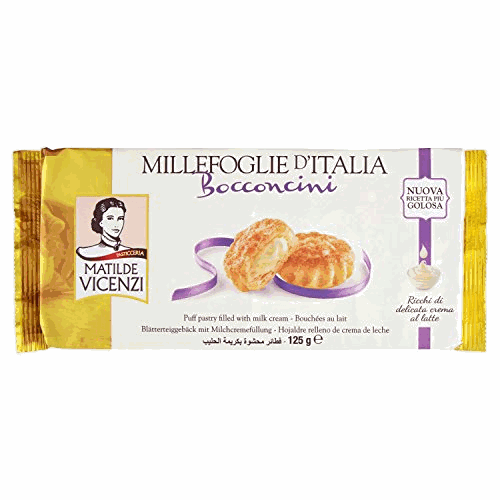 MILLEFOGLIE D'ITALIA
Bocconcini
NUOVA
RICETTA PIÙ
GOLOSA
PASTICCERIA
MATILDE
VICENZI
Ricchi di
delicata crema
al latte
Puff pastry filled with milk cream - Bouchées au lait
Blätterteiggebäck mit Milchcremefüllung - Hojaldre relleno de crema de leche
125 g e - فطائر محشوة بكريمة الحليب